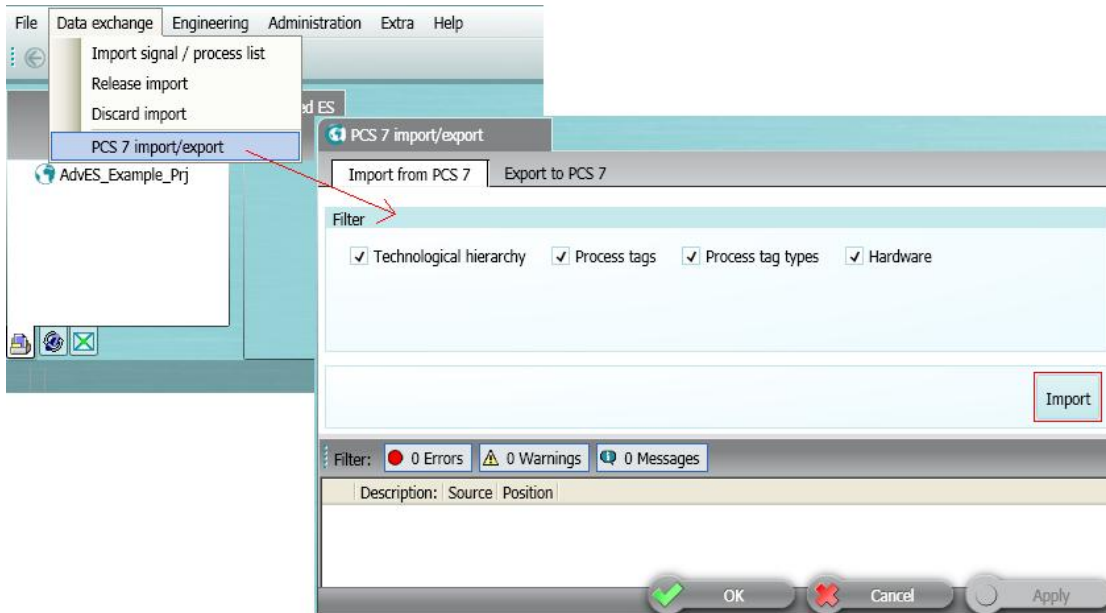 File Data exchange Engineering Administration Extra Help
Import signal / process list
Release import
Discard import
PCS 7 import/export
ES
AdvES_Example_Prj
PCS 7 import/export
Import from PCS 7 Export to PCS 7
Filter
Technological hierarchy Process tags Process tag types Hardware
Import
Filter: 0 Errors 0 Warnings 0 Messages
Description: Source Position
OK Cancel Apply